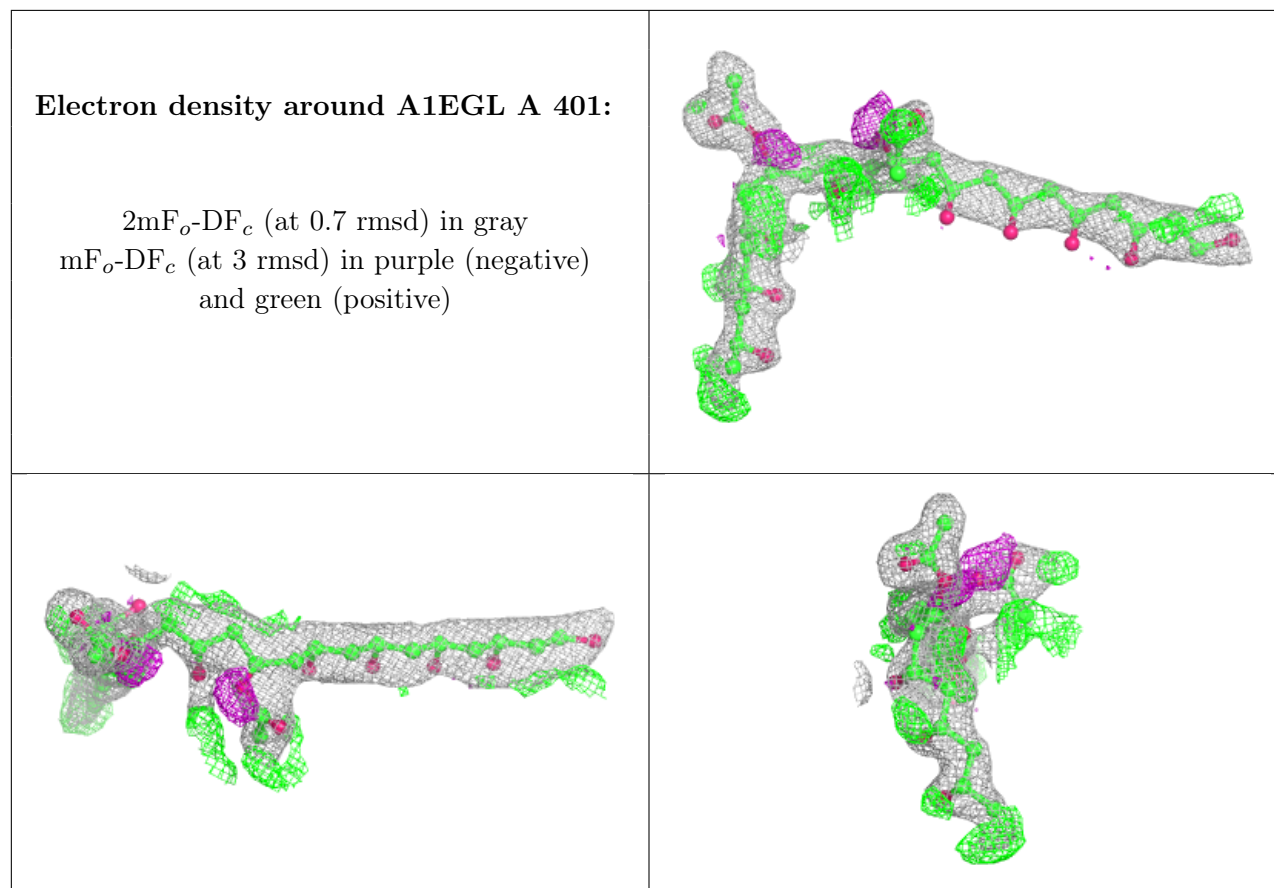 Electron density around A1EGL A 401:
2mFo-DFc (at 0.7 rmsd) in gray
mFo-DFc (at 3 rmsd) in purple (negative)
and green (positive)